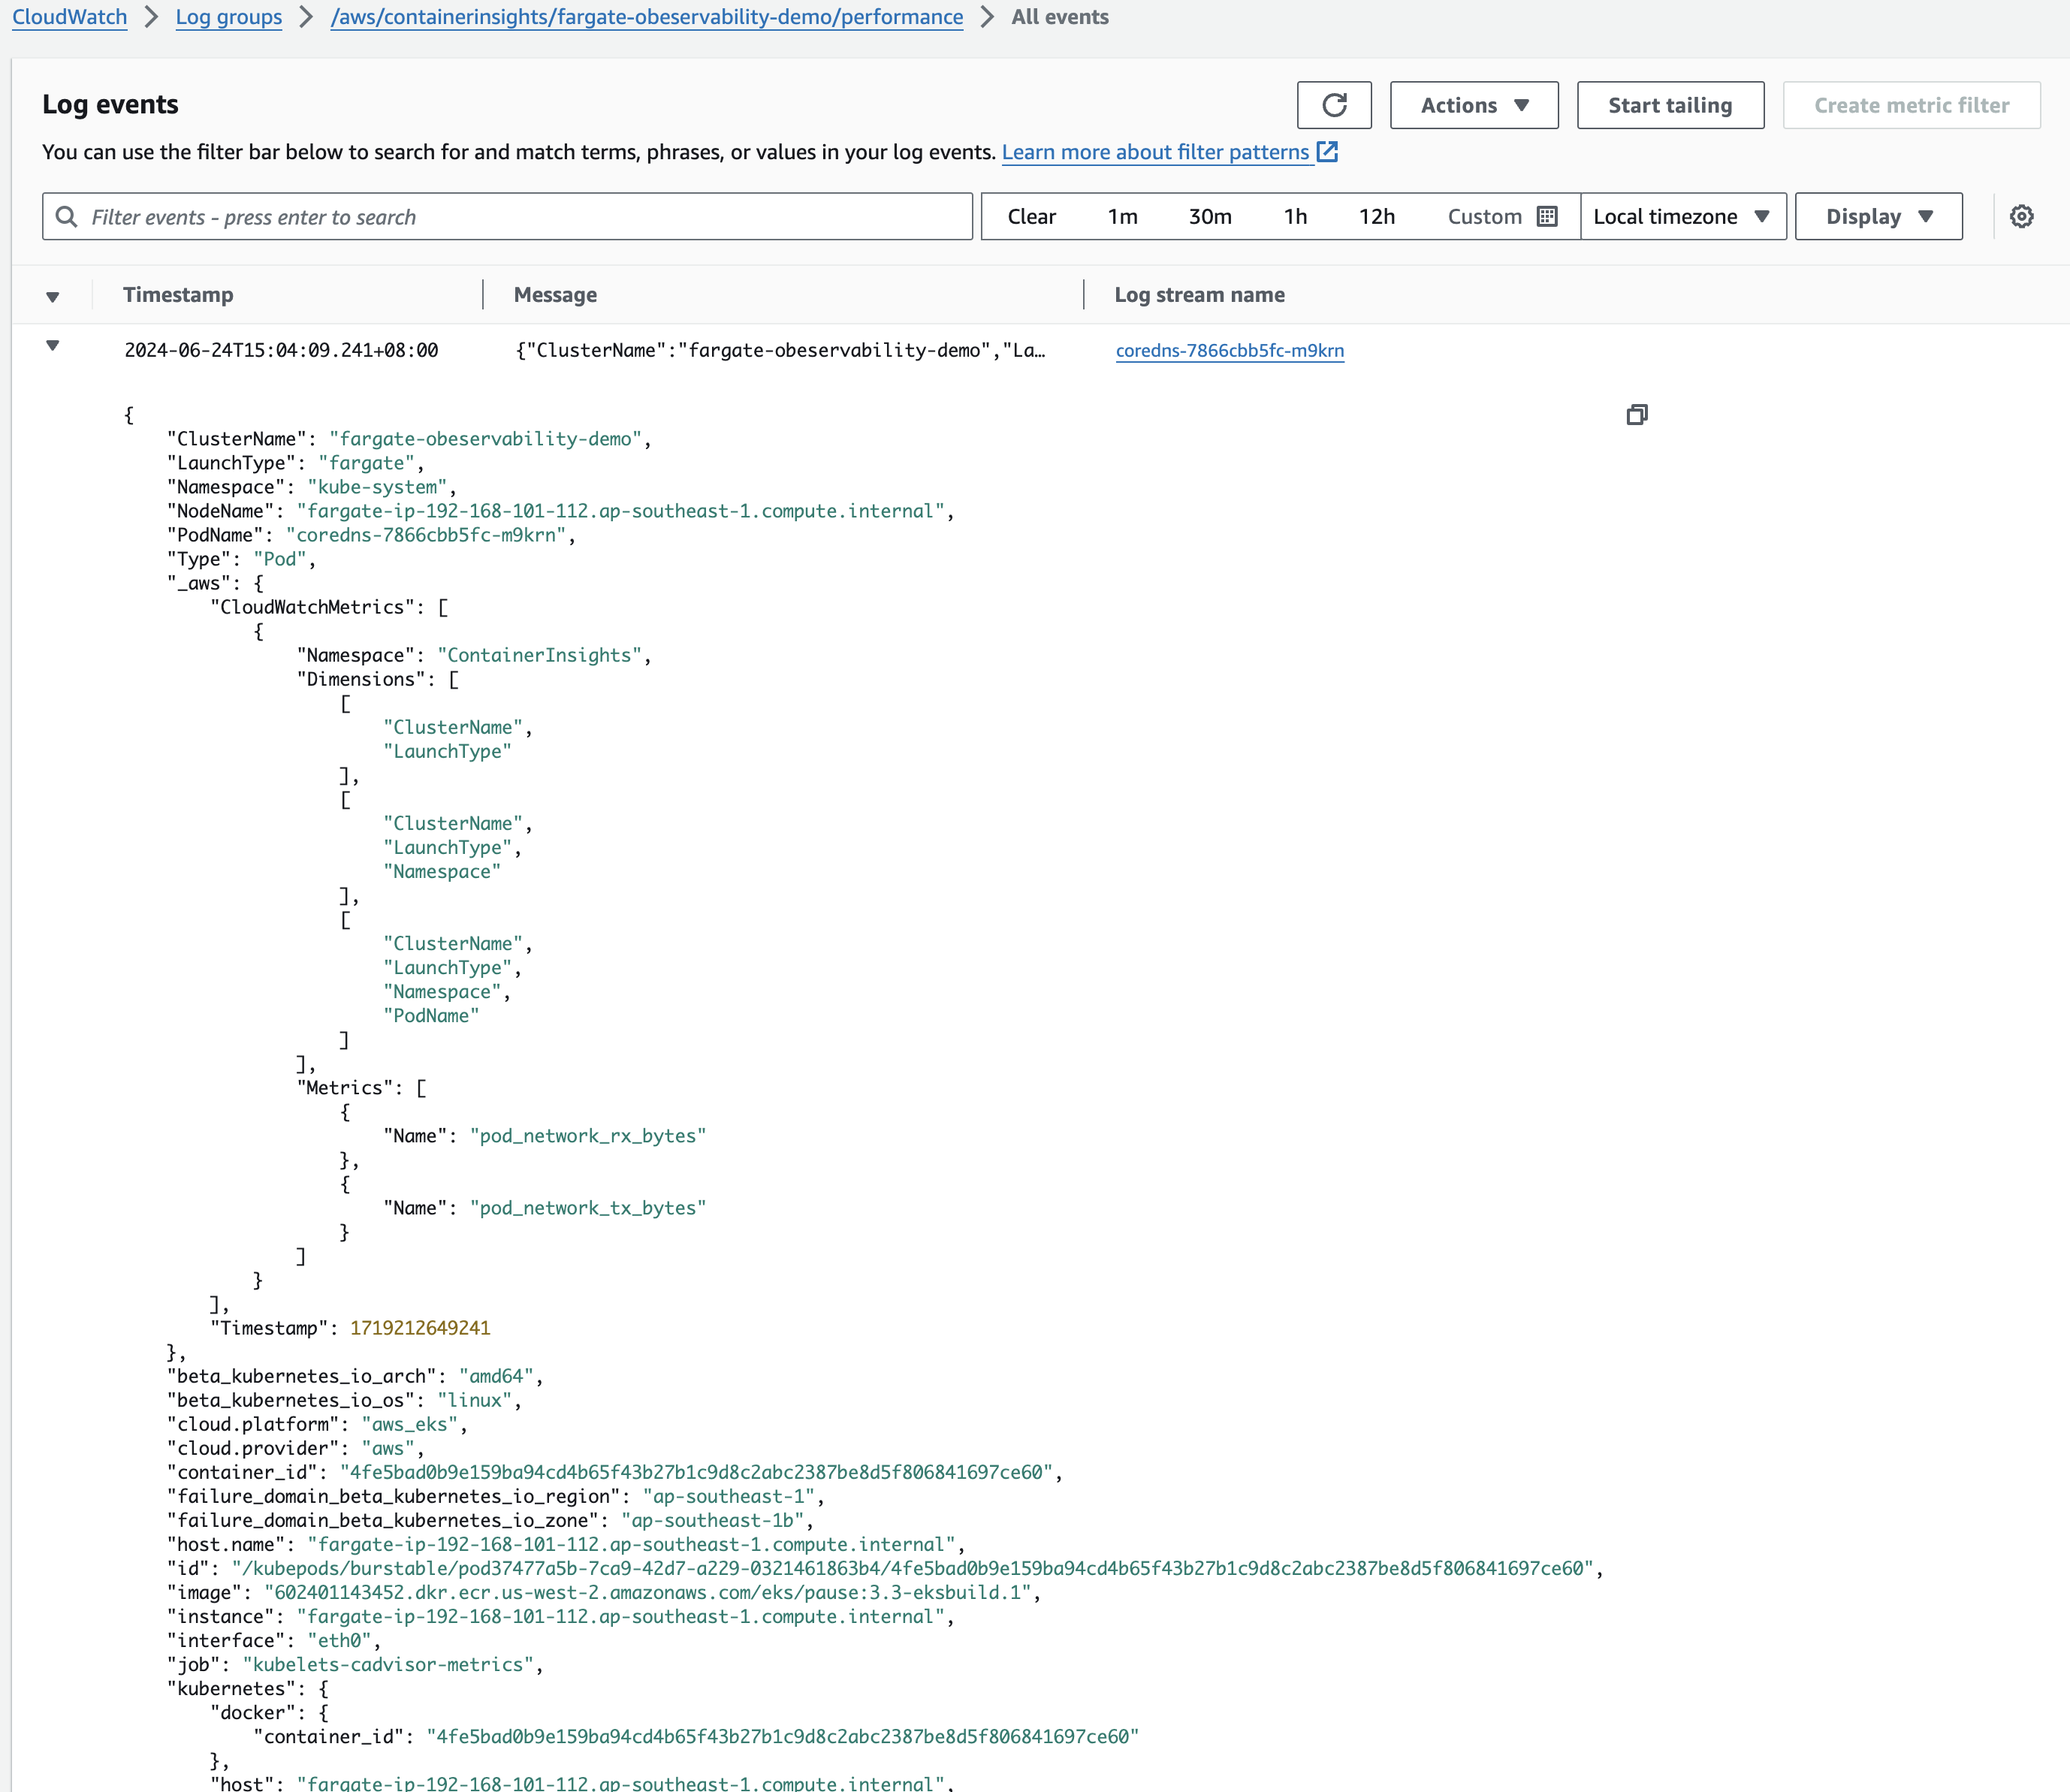 CloudWatch > Log groups > /aws/containerinsights/fargate-obeservability-demo/performance > All events
Log events
Actions
Start tailing
Create metric filter
You can use the filter bar below to search for and match terms, phrases, or values in your log events. Learn more about filter patterns
Filter events - press enter to search
Clear 1m 30m 1h 12h Custom
Local timezone
Display
Timestamp Message Log stream name
2024-06-24T15:04:09.241+08:00 {"ClusterName":"fargate-obeservability-demo","La… coredns-7866cbb5fc-m9krn
{
    "ClusterName": "fargate-obeservability-demo",
    "LaunchType": "fargate",
    "Namespace": "kube-system",
    "NodeName": "fargate-ip-192-168-101-112.ap-southeast-1.compute.internal",
    "PodName": "coredns-7866cbb5fc-m9krn",
    "Type": "Pod",
    "_aws": {
        "CloudWatchMetrics": [
            {
                "Namespace": "ContainerInsights",
                "Dimensions": [
                    [
                        "ClusterName",
                        "LaunchType"
                    ],
                    [
                        "ClusterName",
                        "LaunchType",
                        "Namespace"
                    ],
                    [
                        "ClusterName",
                        "LaunchType",
                        "Namespace",
                        "PodName"
                    ]
                ],
                "Metrics": [
                    {
                        "Name": "pod_network_rx_bytes"
                    },
                    {
                        "Name": "pod_network_tx_bytes"
                    }
                ]
            }
        ],
        "Timestamp": 1719212649241
    },
    "beta_kubernetes_io_arch": "amd64",
    "beta_kubernetes_io_os": "linux",
    "cloud.platform": "aws_eks",
    "cloud.provider": "aws",
    "container_id": "4fe5bad0b9e159ba94cd4b65f43b27b1c9d8c2abc2387be8d5f806841697ce60",
    "failure_domain_beta_kubernetes_io_region": "ap-southeast-1",
    "failure_domain_beta_kubernetes_io_zone": "ap-southeast-1b",
    "host.name": "fargate-ip-192-168-101-112.ap-southeast-1.compute.internal",
    "id": "/kubepods/burstable/pod37477a5b-7ca9-42d7-a229-0321461863b4/4fe5bad0b9e159ba94cd4b65f43b27b1c9d8c2abc2387be8d5f806841697ce60",
    "image": "602401143452.dkr.ecr.us-west-2.amazonaws.com/eks/pause:3.3-eksbuild.1",
    "instance": "fargate-ip-192-168-101-112.ap-southeast-1.compute.internal",
    "interface": "eth0",
    "job": "kubelets-cadvisor-metrics",
    "kubernetes": {
        "docker": {
            "container_id": "4fe5bad0b9e159ba94cd4b65f43b27b1c9d8c2abc2387be8d5f806841697ce60"
        },
        "host": "fargate-ip-192-168-101-112.ap-southeast-1.compute.internal",